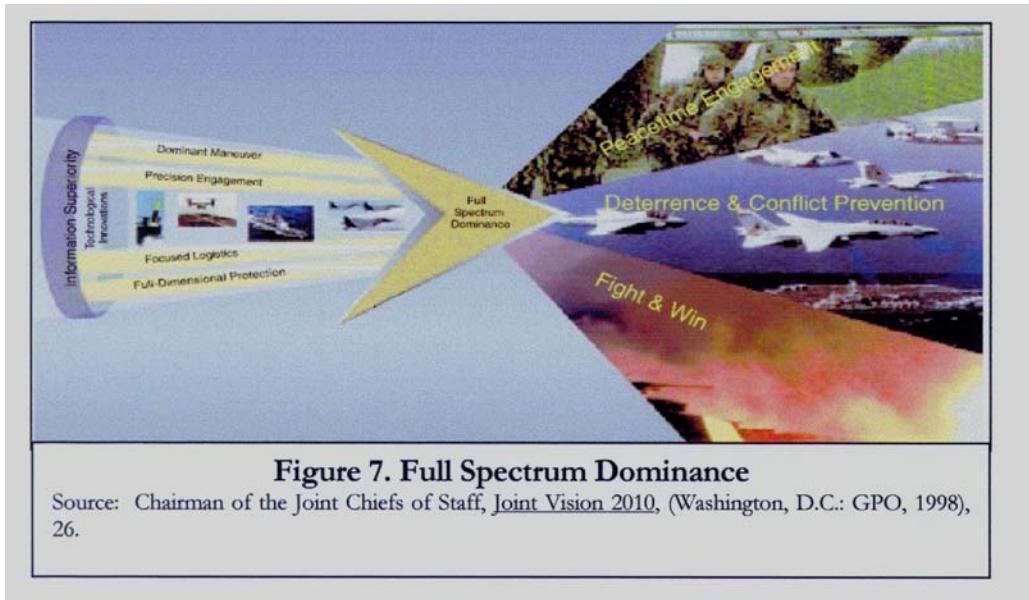 Information Superiority
Technological
Innovations
Dominant Maneuver
Precision Engagement
Focused Logistics
Full-Dimensional Protection
Full
Spectrum
Dominance
Peacetime Engagement
Deterrence & Conflict Prevention
Fight & Win
Figure 7. Full Spectrum Dominance
Source: Chairman of the Joint Chiefs of Staff, Joint Vision 2010, (Washington, D.C.: GPO, 1998),
26.